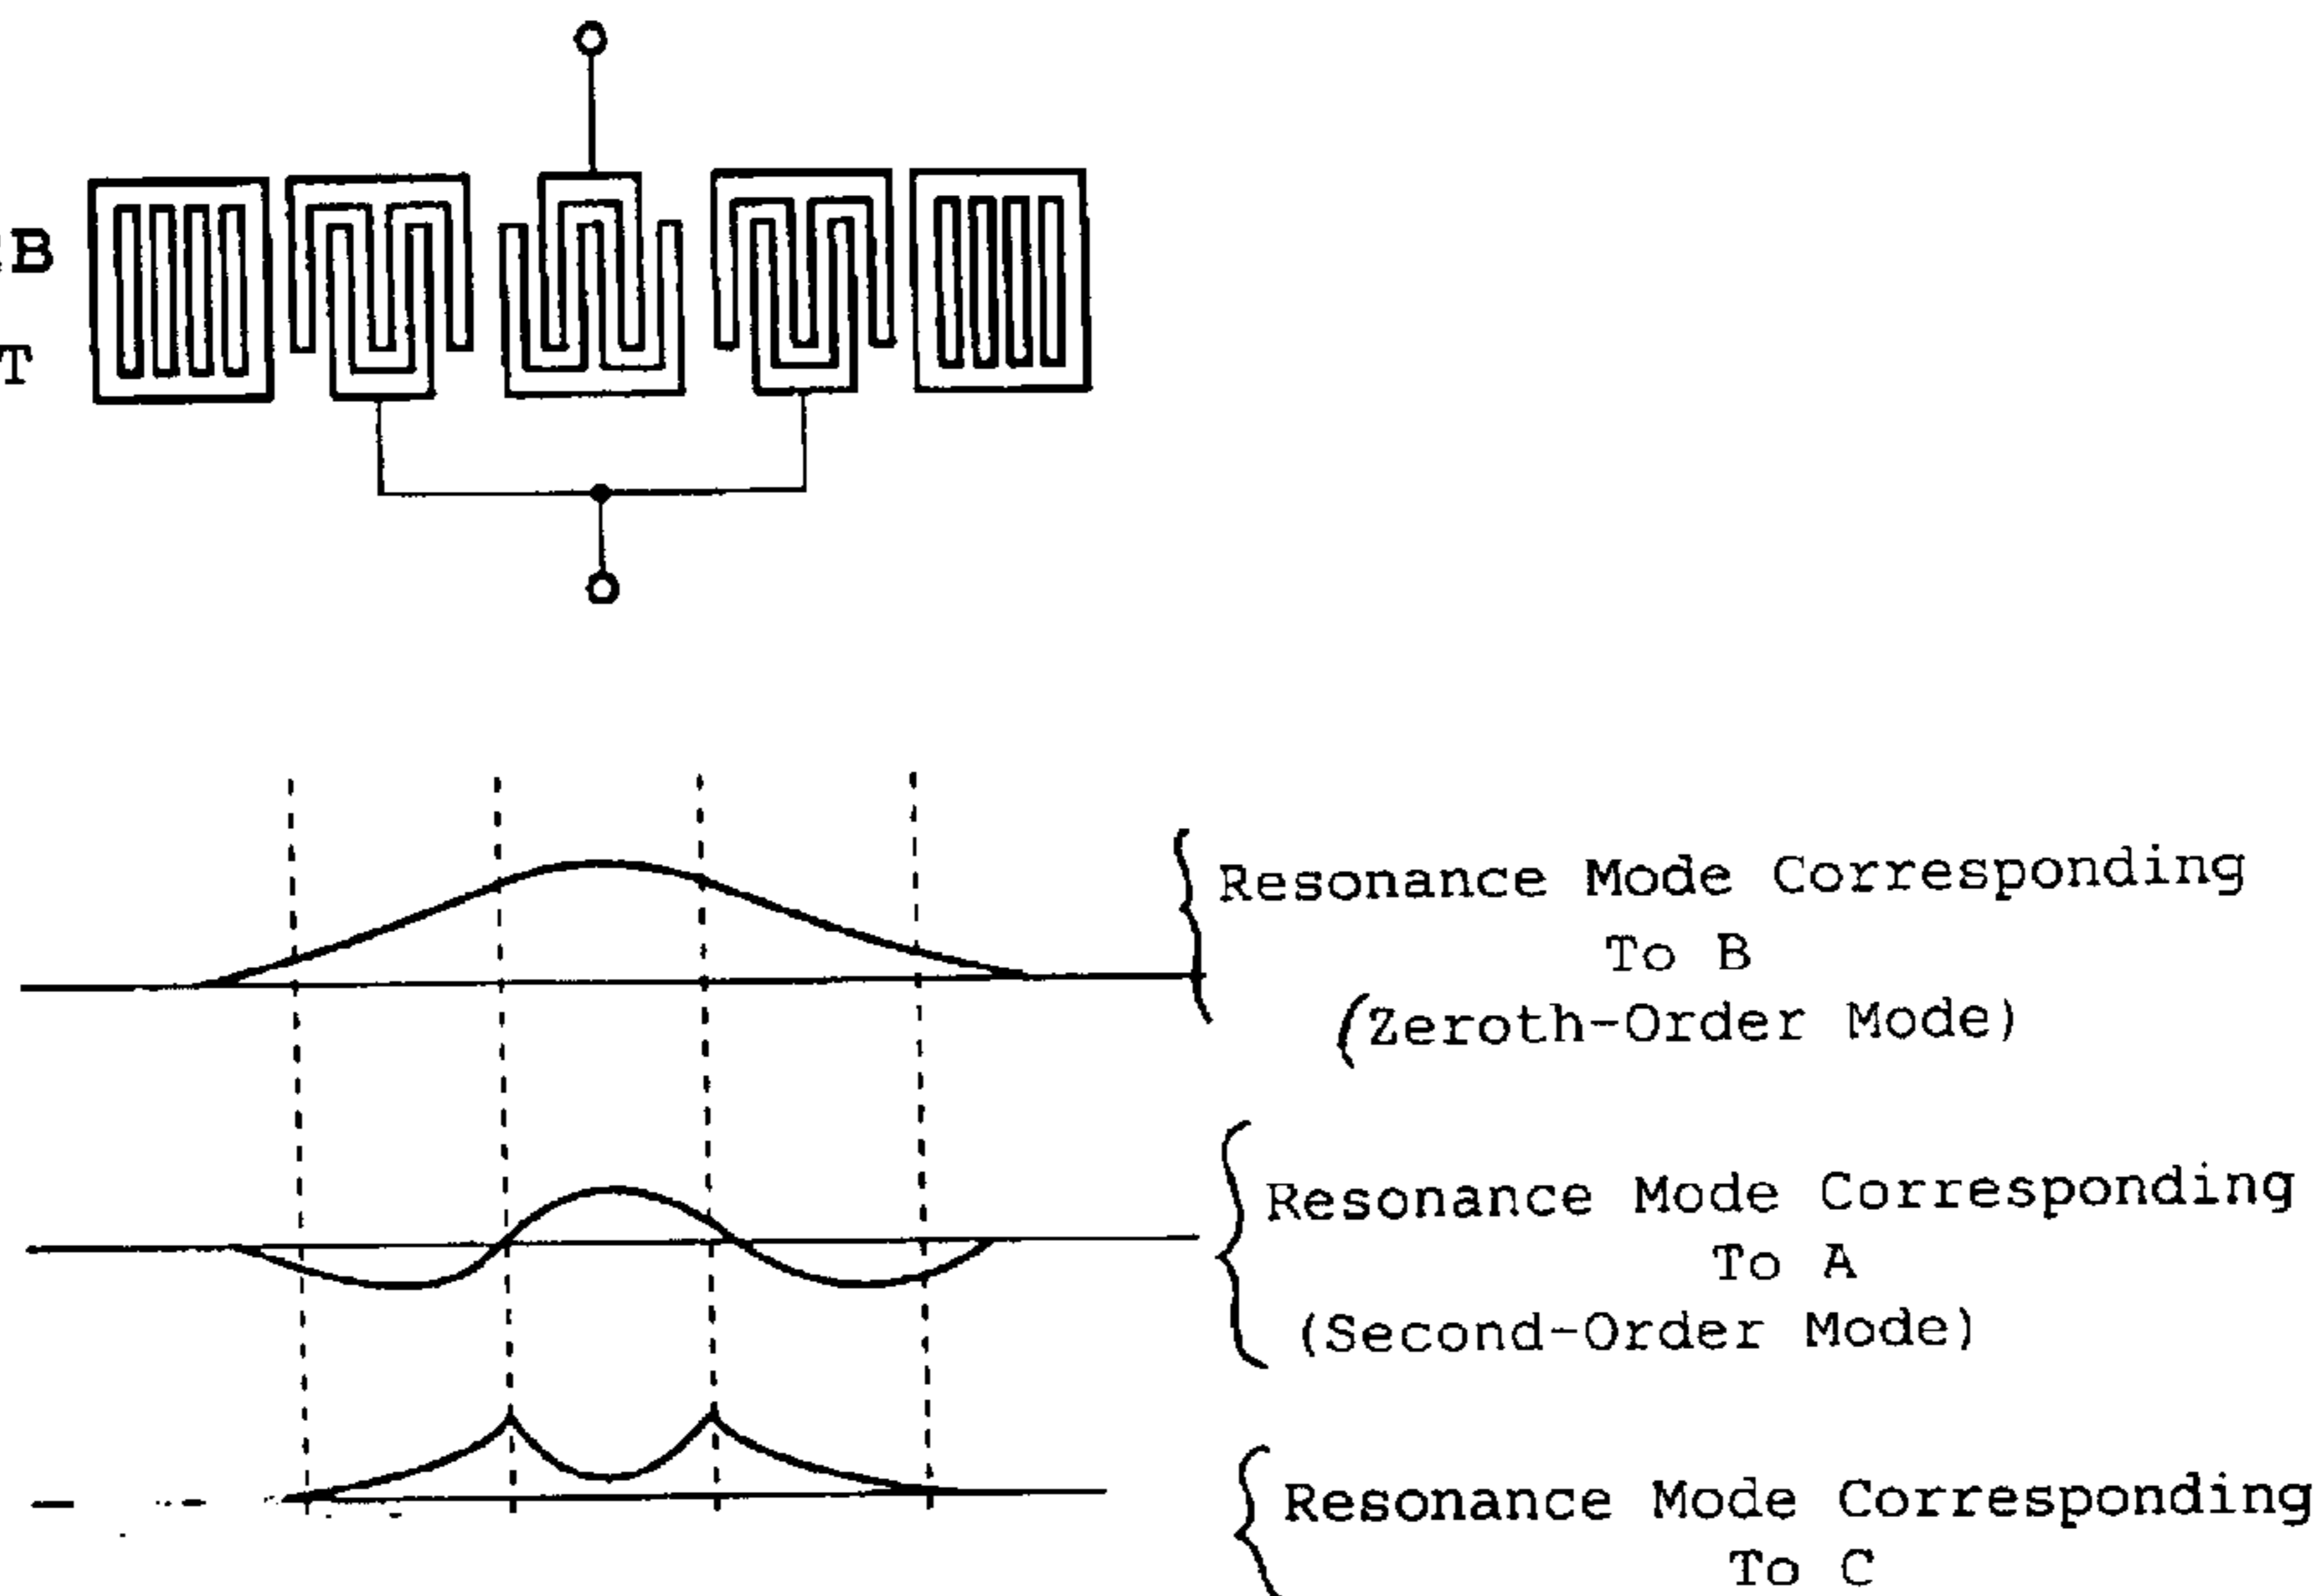 B
T
Resonance Mode Corresponding
To B
(Zeroth-Order Mode)
Resonance Mode Corresponding
To A
(Second-Order Mode)
Resonance Mode Corresponding
To C